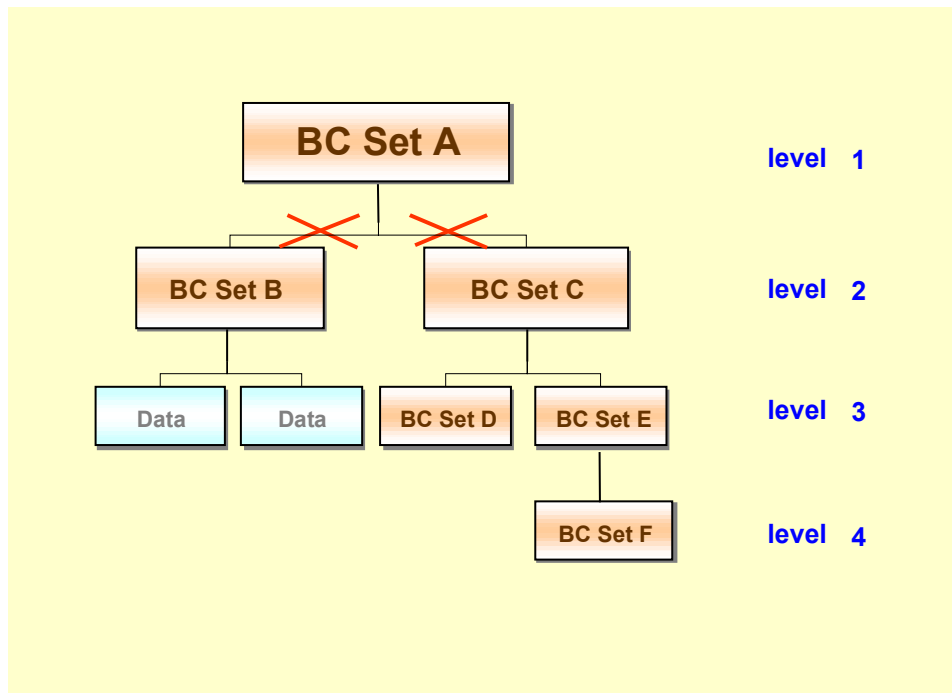 BC Set A
level 1
BC Set B
BC Set C
level 2
Data
Data
BC Set D
BC Set E
level 3
BC Set F
level 4